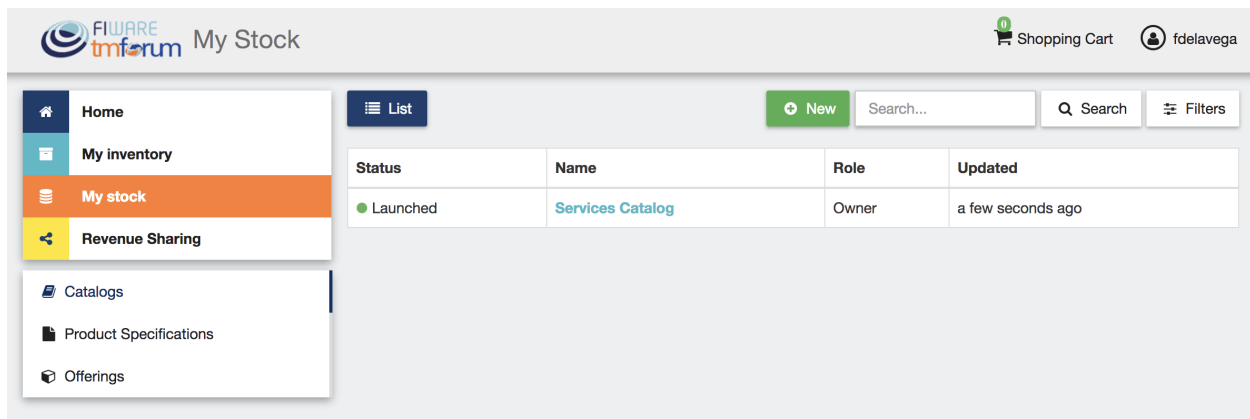 FIWARE
tmforum
My Stock
0
Shopping Cart
fdelavega
Home
My inventory
My stock
Revenue Sharing
Catalogs
Product Specifications
Offerings
List
New
Search...
Search
Filters
Status Name Role Updated
Launched Services Catalog Owner a few seconds ago